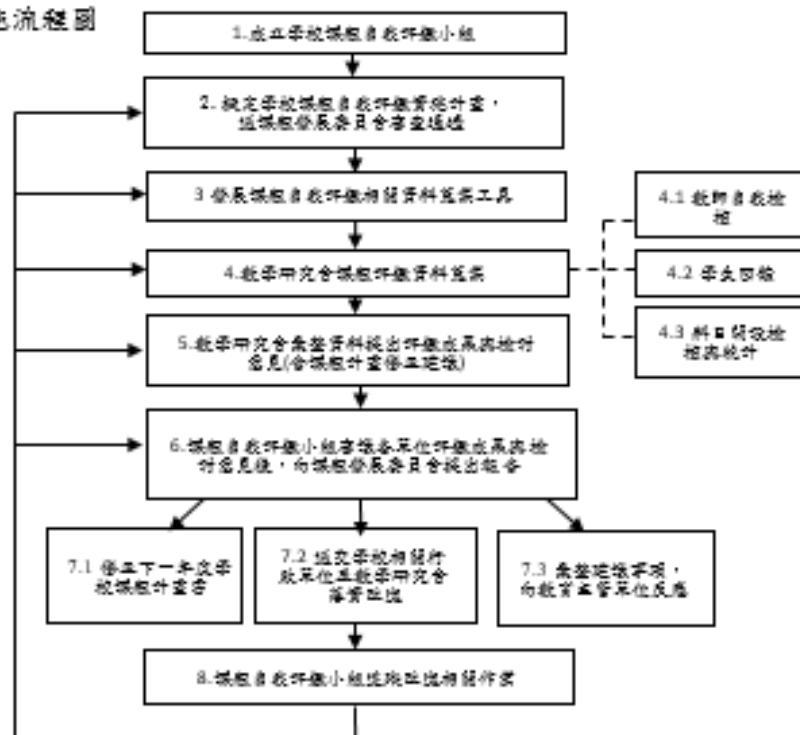 施流程圖
1.成立學校課程自我評鑑小組
2. 擬定學校課程自我評鑑實施計畫，
送課程發展委員會審查通過
3 發展課程自我評鑑相關資料蒐集工具
4.教學研究會課程評鑑資料蒐集
4.1 教師自我檢
核
4.2 學生回饋
4.3 科目開設檢
核與統計
5.教學研究會彙整資料提出評鑑成果與檢討
意見(含課程計畫修正建議)
6.課程自我評鑑小組審議各單位評鑑成果與檢
討意見後，向課程發展委員會提出報告
7.1 修正下一年度學
校課程計畫書
7.2 送交學校相關行
政單位且教學研究會
落實改進
7.3 彙整建議事項，
向教育主管單位反應
8.課程自我評鑑小組追蹤改進相關作業